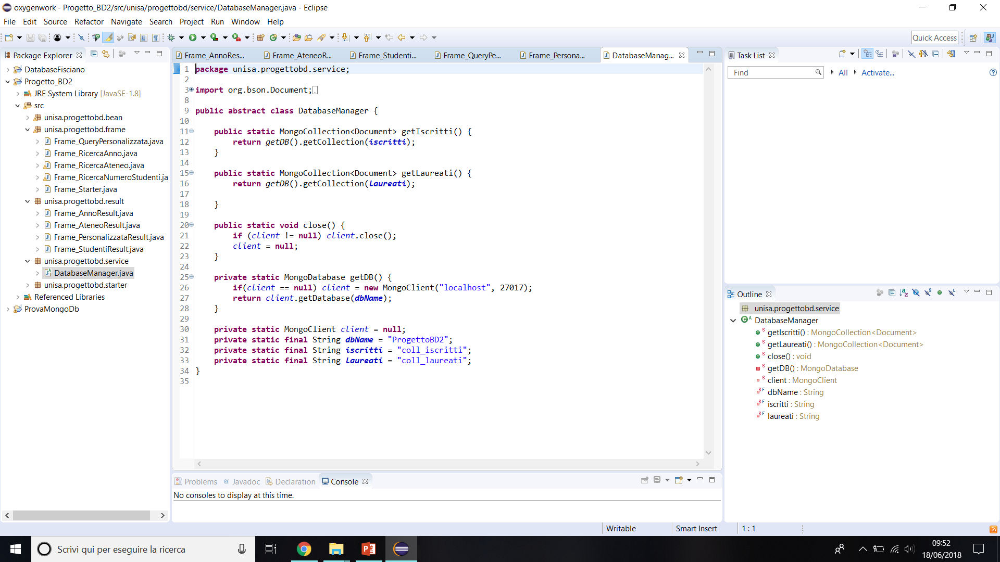 oxygenwork - Progetto_BD2/src/unisa/progettobd/service/DatabaseManager.java - Eclipse
File Edit Source Refactor Navigate Search Project Run Window Help
Quick Access
Package Explorer
DatabaseFisciano
Progetto_BD2
JRE System Library [JavaSE-1.8]
src
unisa.progettobd.bean
unisa.progettobd.frame
Frame_QueryPersonalizzata.java
Frame_RicercaAnno.java
Frame_RicercaAteneo.java
Frame_RicercaNumeroStudenti.ja
Frame_Starter.java
unisa.progettobd.result
Frame_AnnoResult.java
Frame_AteneoResult.java
Frame_PersonalizzataResult.java
Frame_StudentiResult.java
unisa.progettobd.service
DatabaseManager.java
unisa.progettobd.starter
Referenced Libraries
ProvaMongoDb
Frame_AnnoRes... Frame_AteneoR... Frame_Studenti... Frame_QueryPe... Frame_Persona... DatabaseManag...
1 package unisa.progettobd.service;
2
3 import org.bson.Document;
8
9 public abstract class DatabaseManager {
10
11 public static MongoCollection<Document> getIscritti() {
12 return getDB().getCollection(iscritti);
13 }
14
15 public static MongoCollection<Document> getLaureati() {
16 return getDB().getCollection(laureati);
17
18 }
19
20 public static void close() {
21 if (client != null) client.close();
22 client = null;
23 }
24
25 private static MongoDatabase getDB() {
26 if(client == null) client = new MongoClient("localhost", 27017);
27 return client.getDatabase(dbName);
28 }
29
30 private static MongoClient client = null;
31 private static final String dbName = "ProgettoBD2";
32 private static final String iscritti = "coll_iscritti";
33 private static final String laureati = "coll_laureati";
34 }
35
Problems @ Javadoc Declaration Console
No consoles to display at this time.
Task List
Find All Activate...
Outline
unisa.progettobd.service
DatabaseManager
getIscritti() : MongoCollection<Document>
getLaureati() : MongoCollection<Document>
close() : void
getDB() : MongoDatabase
client : MongoClient
dbName : String
iscritti : String
laureati : String
Writable Smart Insert 1 : 1
Scrivi qui per eseguire la ricerca
09:52
18/06/2018